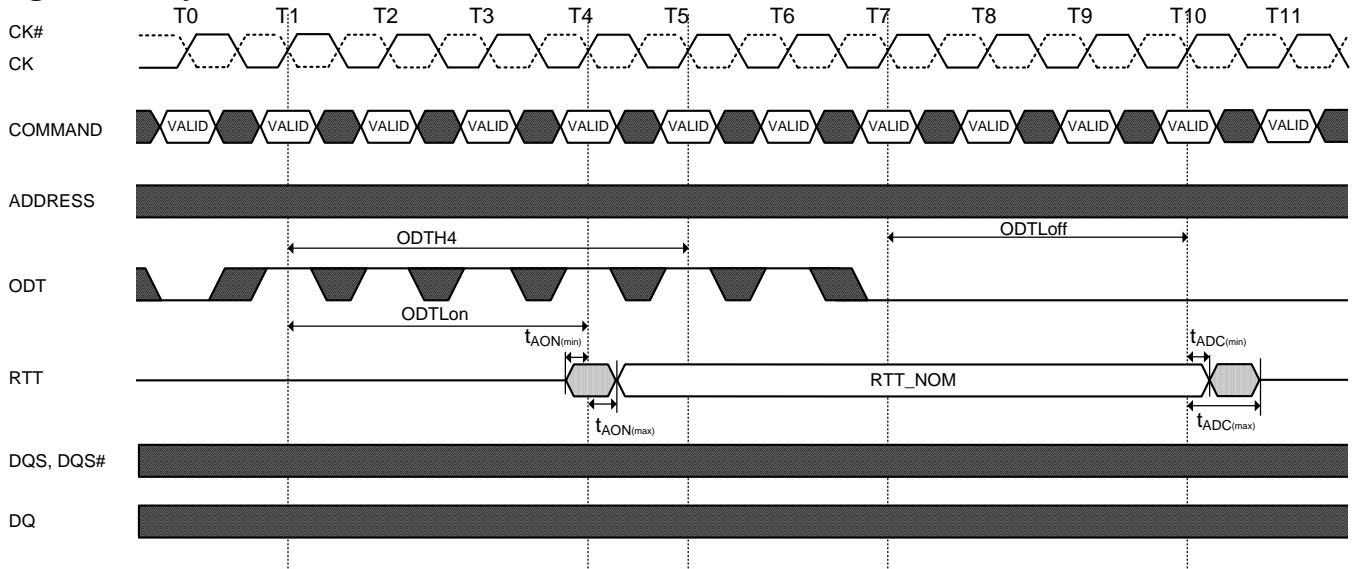 T0 T1 T2 T3 T4 T5 T6 T7 T8 T9 T10 T11
CK#
CK
COMMAND VALID VALID VALID VALID VALID VALID VALID VALID VALID VALID VALID VALID
ADDRESS
ODTH4 ODTLoff
ODT
ODTLon
tAON(min) tADC(min)
RTT RTT_NOM
tAON(max) tADC(max)
DQS, DQS#
DQ